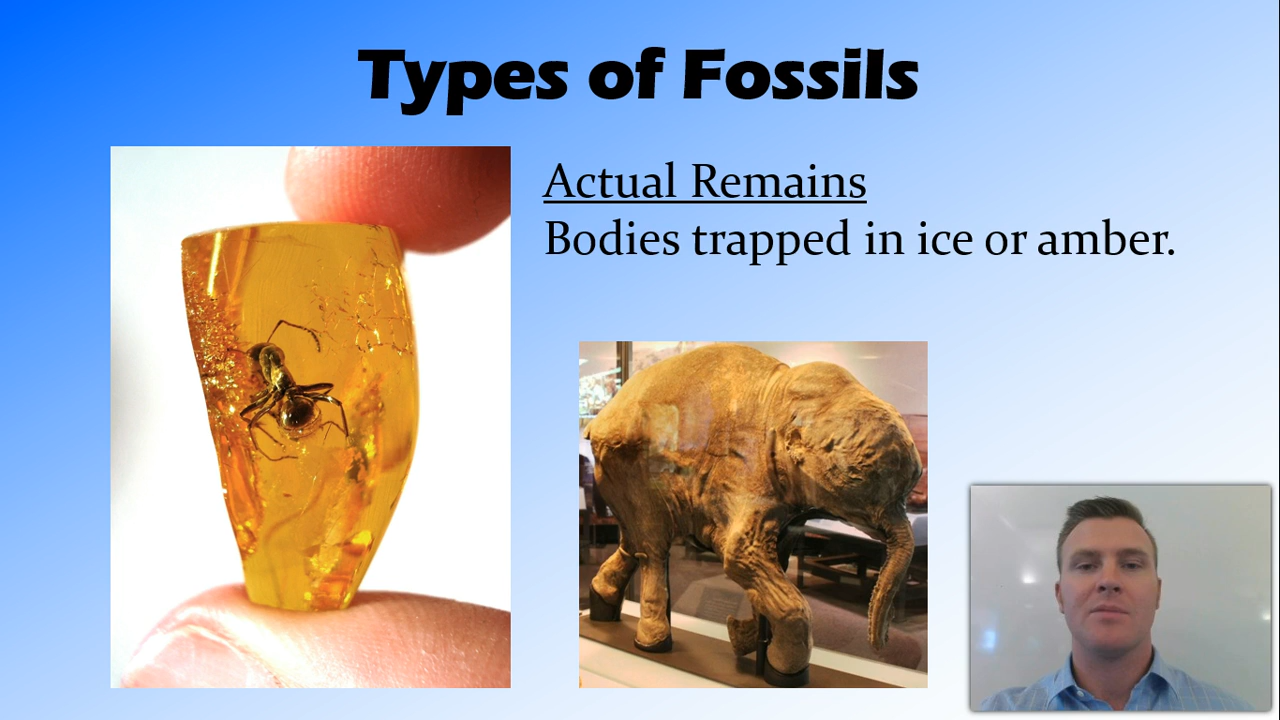 Types of Fossils
Actual Remains
Bodies trapped in ice or amber.